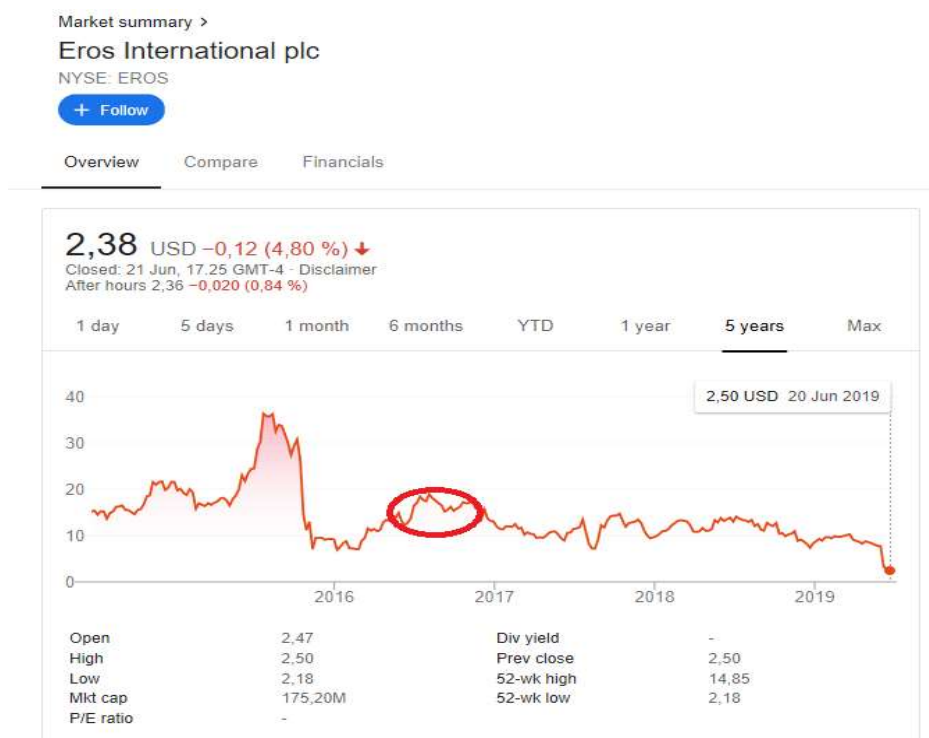 Market summary >
Eros International plc
NYSE: EROS
+ Follow
Overview Compare Financials
2,38 USD −0,12 (4,80 %) ↓
Closed: 21 Jun, 17.25 GMT-4 · Disclaimer
After hours 2,36 −0,020 (0,84 %)
1 day 5 days 1 month 6 months YTD 1 year 5 years Max
40
2,50 USD 20 Jun 2019
30
20
10
0
2016 2017 2018 2019
Open 2,47 Div yield -
High 2,50 Prev close 2,50
Low 2,18 52-wk high 14,85
Mkt cap 175,20M 52-wk low 2,18
P/E ratio -